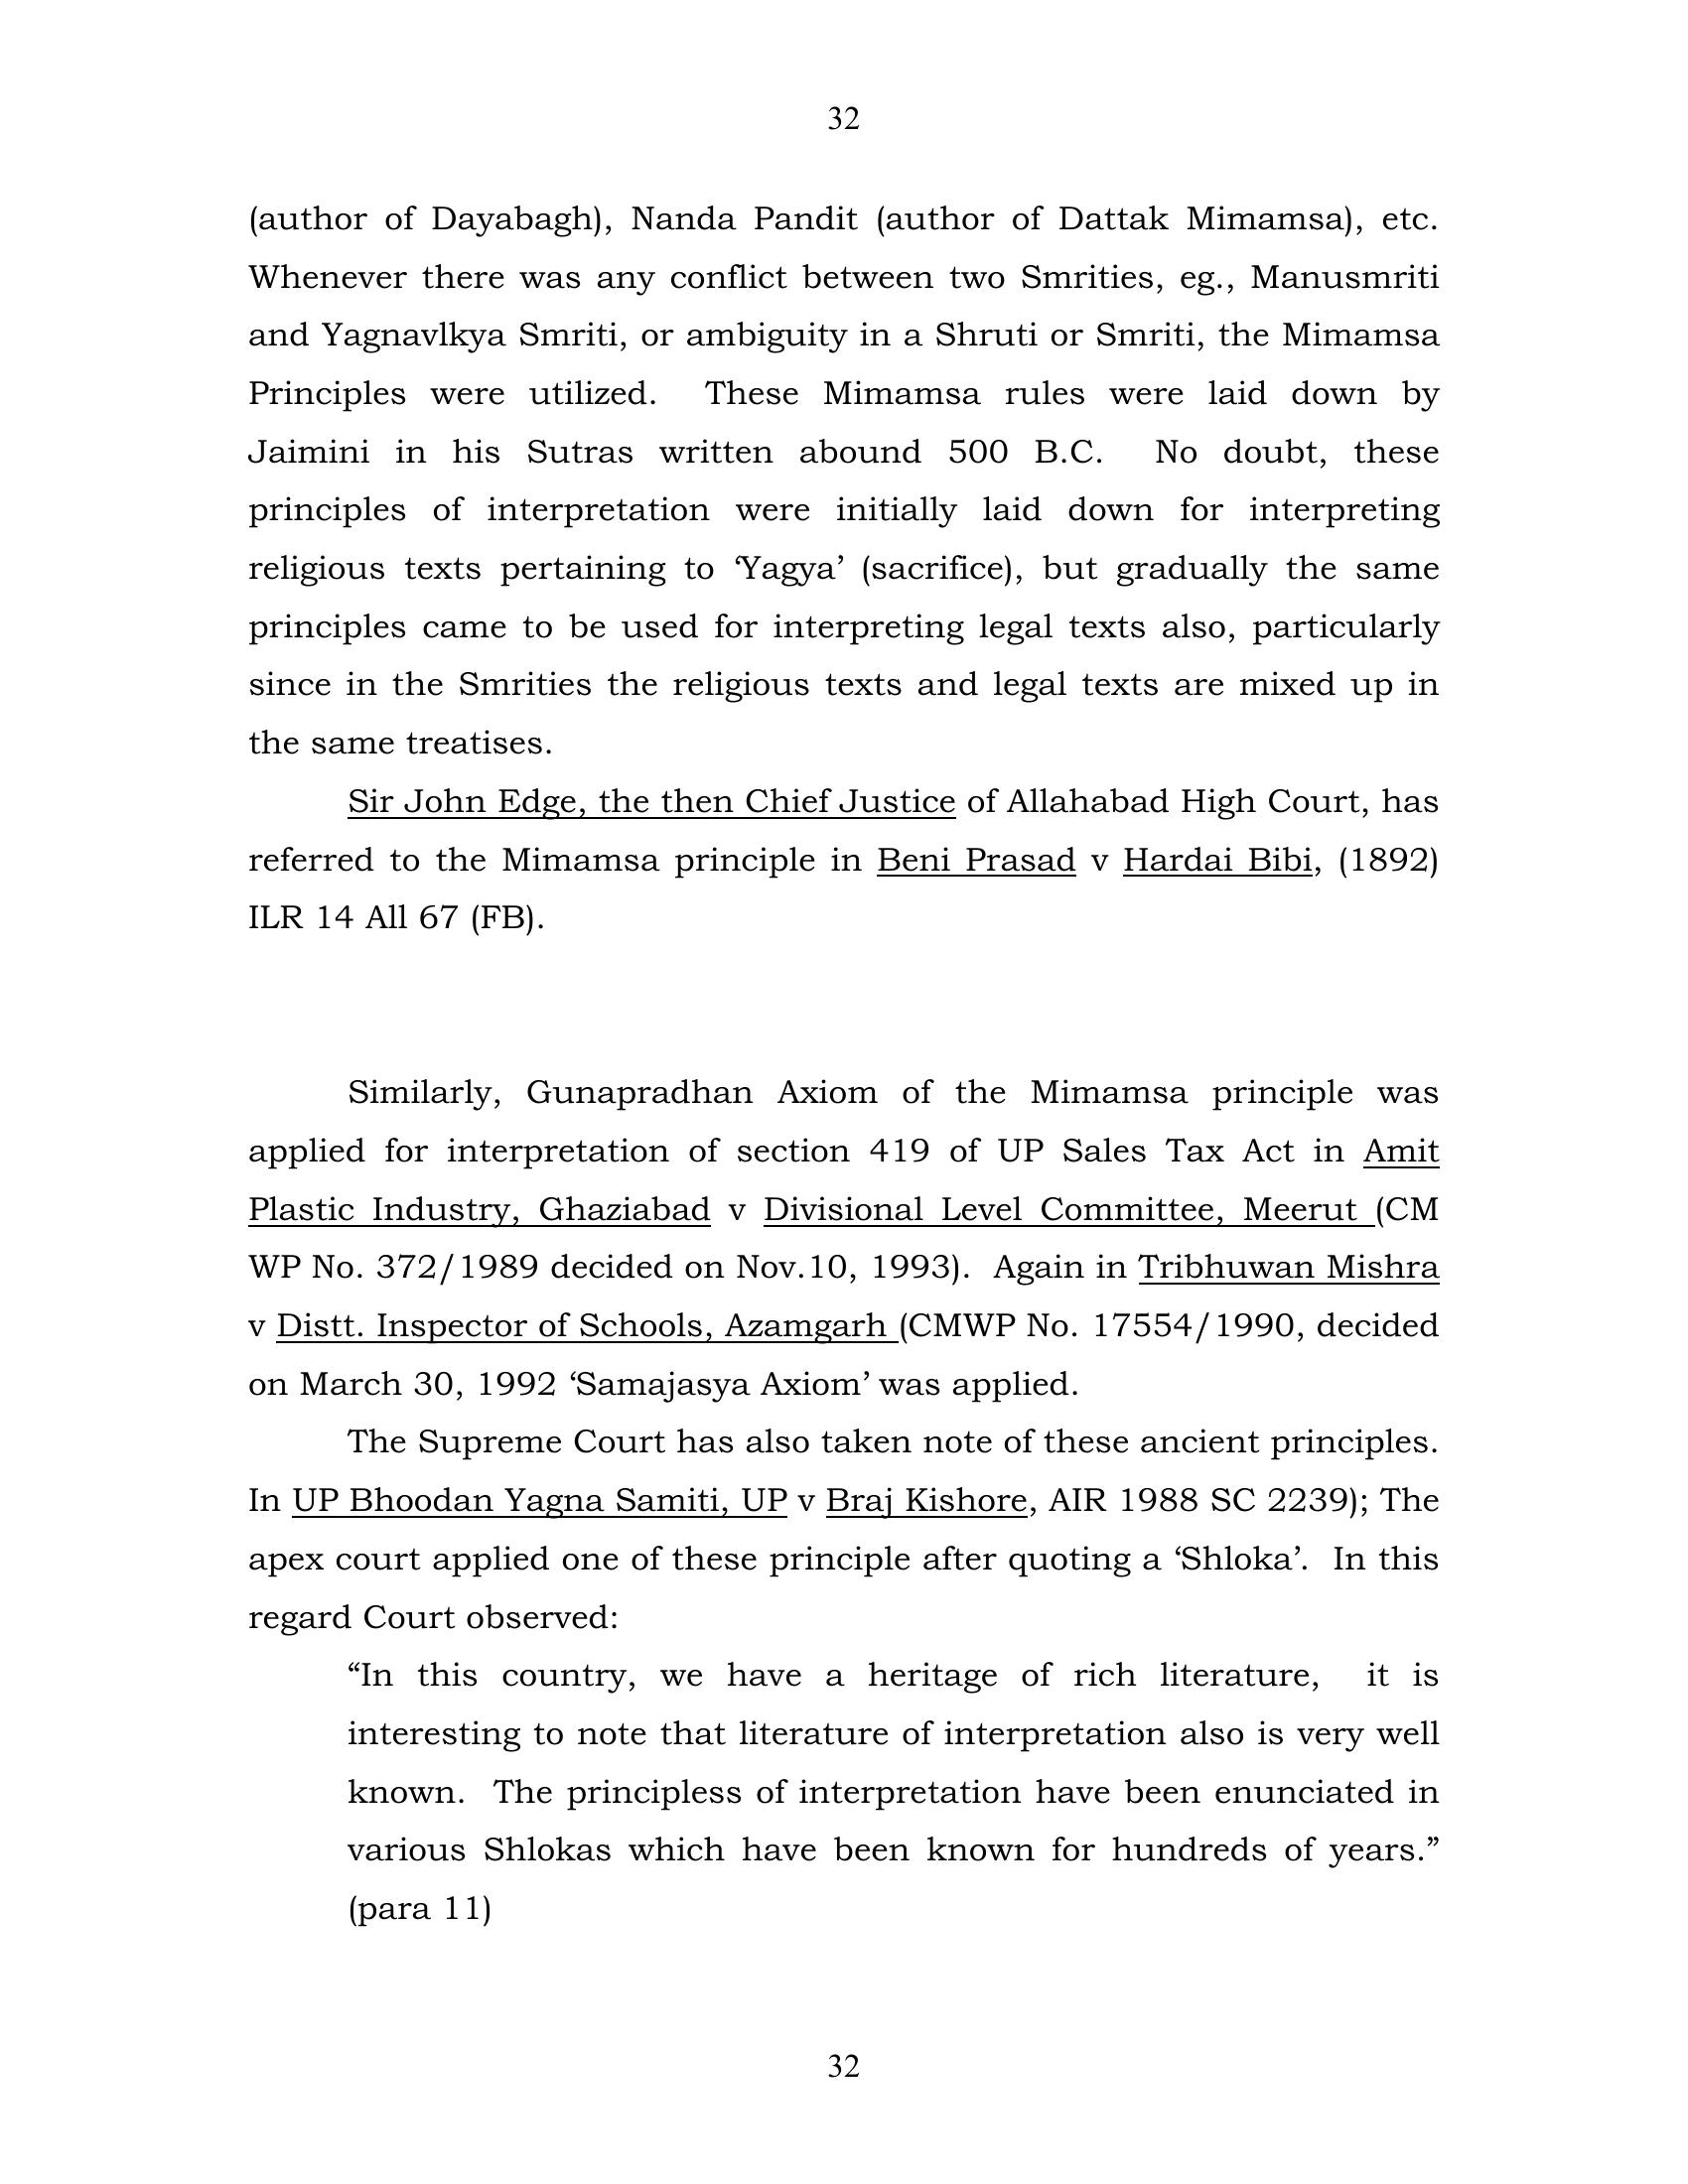 32
(author of Dayabagh), Nanda Pandit (author of Dattak Mimamsa), etc.
Whenever there was any conflict between two Smrities, eg., Manusmriti
and Yagnavlkya Smriti, or ambiguity in a Shruti or Smriti, the Mimamsa
Principles were utilized. These Mimamsa rules were laid down by
Jaimini in his Sutras written abound 500 B.C. No doubt, these
principles of interpretation were initially laid down for interpreting
religious texts pertaining to ‘Yagya’ (sacrifice), but gradually the same
principles came to be used for interpreting legal texts also, particularly
since in the Smrities the religious texts and legal texts are mixed up in
the same treatises.
Sir John Edge, the then Chief Justice of Allahabad High Court, has
referred to the Mimamsa principle in Beni Prasad v Hardai Bibi, (1892)
ILR 14 All 67 (FB).
Similarly, Gunapradhan Axiom of the Mimamsa principle was
applied for interpretation of section 419 of UP Sales Tax Act in Amit
Plastic Industry, Ghaziabad v Divisional Level Committee, Meerut (CM
WP No. 372/1989 decided on Nov.10, 1993). Again in Tribhuwan Mishra
v Distt. Inspector of Schools, Azamgarh (CMWP No. 17554/1990, decided
on March 30, 1992 ‘Samajasya Axiom’ was applied.
The Supreme Court has also taken note of these ancient principles.
In UP Bhoodan Yagna Samiti, UP v Braj Kishore, AIR 1988 SC 2239); The
apex court applied one of these principle after quoting a ‘Shloka’. In this
regard Court observed:
“In this country, we have a heritage of rich literature, it is
interesting to note that literature of interpretation also is very well
known. The principless of interpretation have been enunciated in
various Shlokas which have been known for hundreds of years.”
(para 11)
32